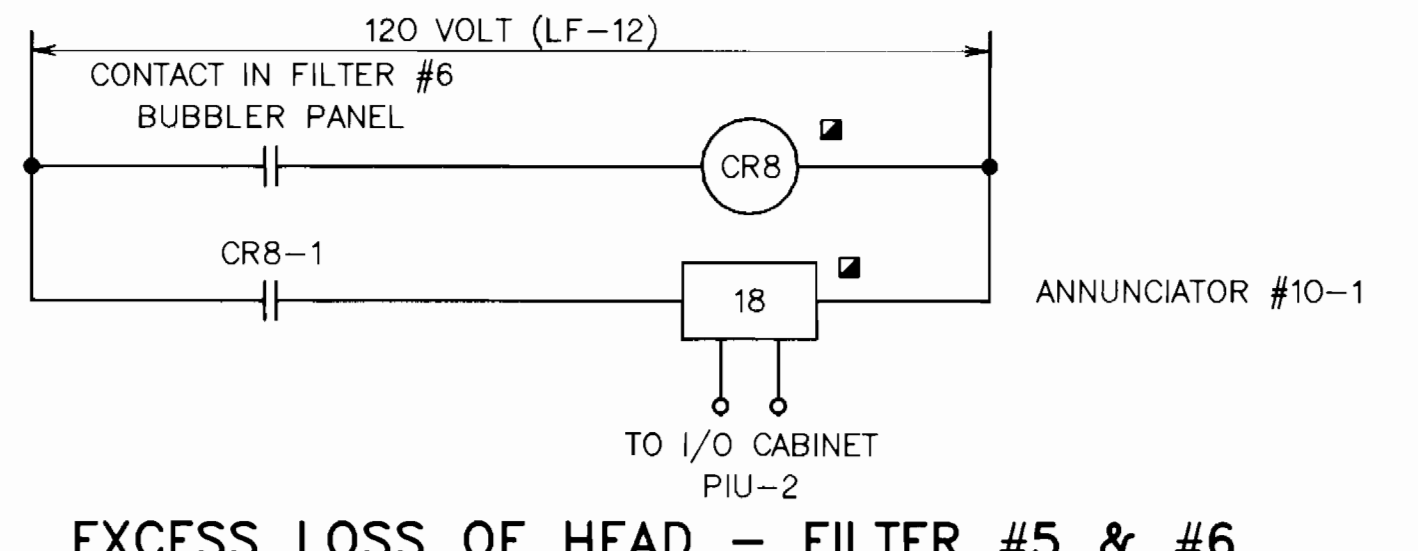 120 VOLT (LF-12)
CONTACT IN FILTER #6
BUBBLER PANEL
CR8
CR8-1
18
ANNUNCIATOR #10-1
TO I/O CABINET
PIU-2
EXCESS LOSS OF HEAD - FILTER #5 & #6